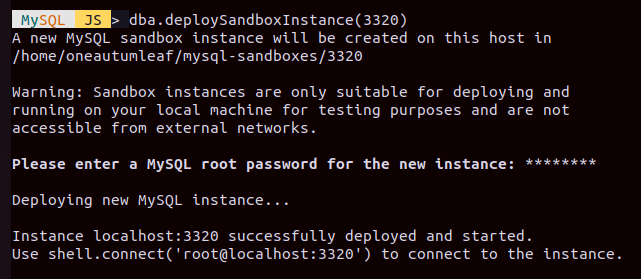 MySQL JS > dba.deploySandboxInstance(3320)
A new MySQL sandbox instance will be created on this host in
/home/oneautumleaf/mysql-sandboxes/3320
Warning: Sandbox instances are only suitable for deploying and
running on your local machine for testing purposes and are not
accessible from external networks.
Please enter a MySQL root password for the new instance: ********
Deploying new MySQL instance...
Instance localhost:3320 successfully deployed and started.
Use shell.connect('root@localhost:3320') to connect to the instance.